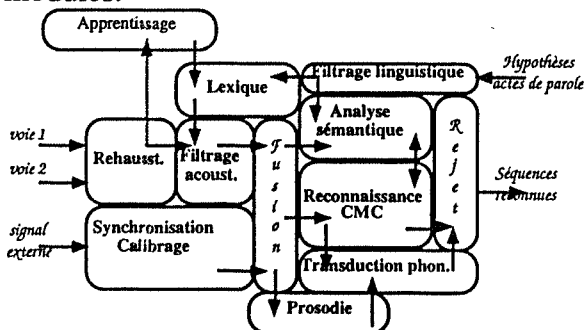 modules.
Apprentissage
Lexique
Filtrage linguistique
Hypothèses
actes de parole
Analyse
sémantique
voie 1
voie 2
Rehausst.
Filtrage
acoust.
Fusion
Rejet
Reconnaissance
CMC
Séquences
reconnues
signal
externe
Synchronisation
Calibrage
Transduction phon.
Prosodie